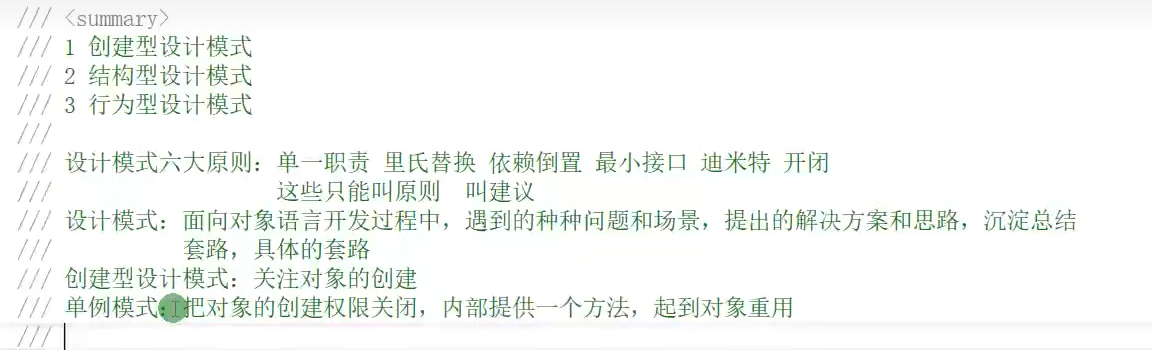 /// <summary>
/// 1 创建型设计模式
/// 2 结构型设计模式
/// 3 行为型设计模式
///
/// 设计模式六大原则：单一职责 里氏替换 依赖倒置 最小接口 迪米特 开闭
/// 这些只能叫原则 叫建议
/// 设计模式：面向对象语言开发过程中，遇到的种种问题和场景，提出的解决方案和思路，沉淀总结
/// 套路，具体的套路
/// 创建型设计模式：关注对象的创建
/// 单例模式：把对象的创建权限关闭，内部提供一个方法，起到对象重用
///